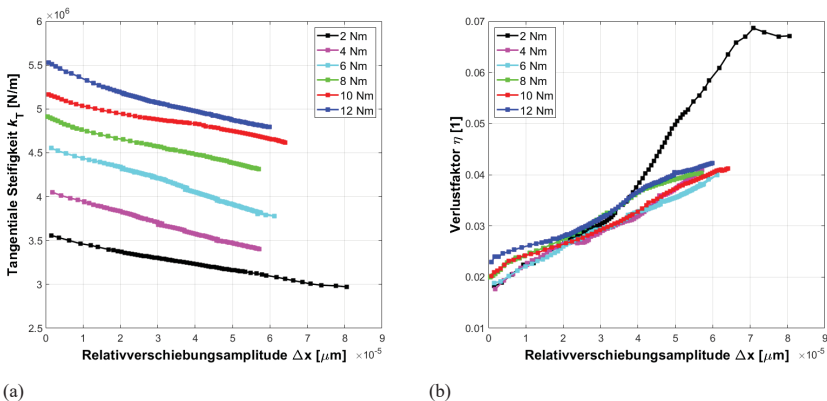 ×10⁶
6
5.5
5
4.5
4
3.5
3
2.5
Tangentiale Steifigkeit k_T [N/m]
2 Nm
4 Nm
6 Nm
8 Nm
10 Nm
12 Nm
0 1 2 3 4 5 6 7 8 9
Relativverschiebungsamplitude Δx [μm] ×10⁻⁵
(a)
0.07
0.06
0.05
0.04
0.03
0.02
0.01
Verlustfaktor η [1]
2 Nm
4 Nm
6 Nm
8 Nm
10 Nm
12 Nm
0 1 2 3 4 5 6 7 8 9
Relativverschiebungsamplitude Δx [μm] ×10⁻⁵
(b)